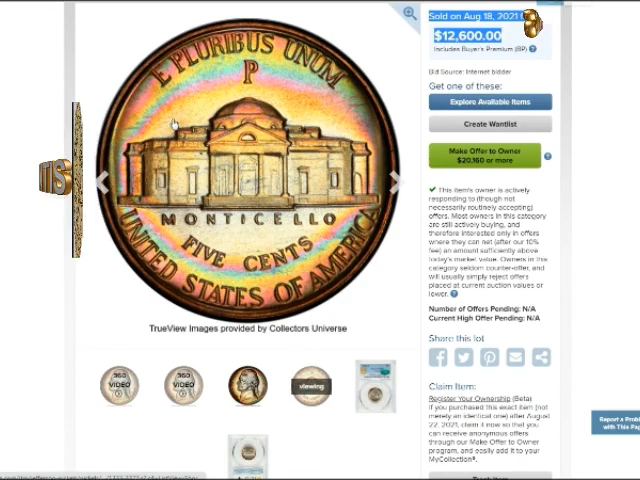 Sold on Aug 18, 2021
$12,600.00
Includes Buyer's Premium (BP)
Bid Source: Internet bidder
Get one of these:
Explore Available Items
Create Wantlist
Make Offer to Owner
$20,160 or more
This item's owner is actively
responding to (though not
necessarily routinely accepting)
offers. Most owners in this category
are still actively buying, and
therefore interested only in offers
where they can net (after our 10%
fee) an amount sufficiently above
today's market value. Owners in this
category seldom counter-offer, and
will usually reject offers
placed at current auction values or
lower.
Number of Offers Pending: N/A
Current High Offer Pending: N/A
Share this lot
Claim Item:
Register Your Ownership (Beta)
If you purchased this exact item (not
merely an identical one) after August
22, 2021, claim it now so that you
can receive anonymous offers
through our Make Offer to Owner
program, and easily add it to your
MyCollection®.
Report a
With This
E PLURIBUS UNUM
P
MONTICELLO
FIVE CENTS
UNITED STATES OF AMERICA
TrueView Images provided by Collectors Universe
360
VIDEO
360
VIDEO
viewing